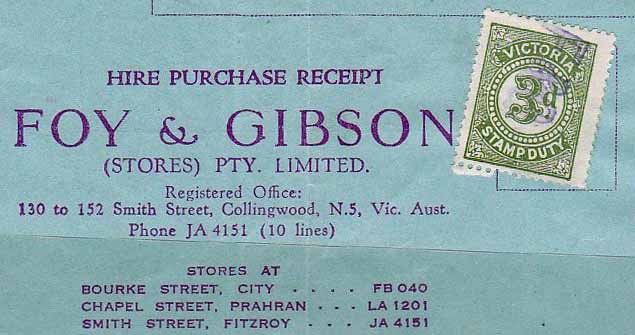 HIRE PURCHASE RECEIPT
FOY & GIBSON
(STORES) PTY. LIMITED.
Registered Office:
130 to 152 Smith Street, Collingwood, N.5, Vic. Aust.
Phone JA 4151 (10 lines)
STORES AT
BOURKE STREET, CITY . . . . FB 040
CHAPEL STREET, PRAHRAN . . . LA 1201
SMITH STREET, FITZROY . . . JA 4151
VICTORIA
3d
STAMP DUTY